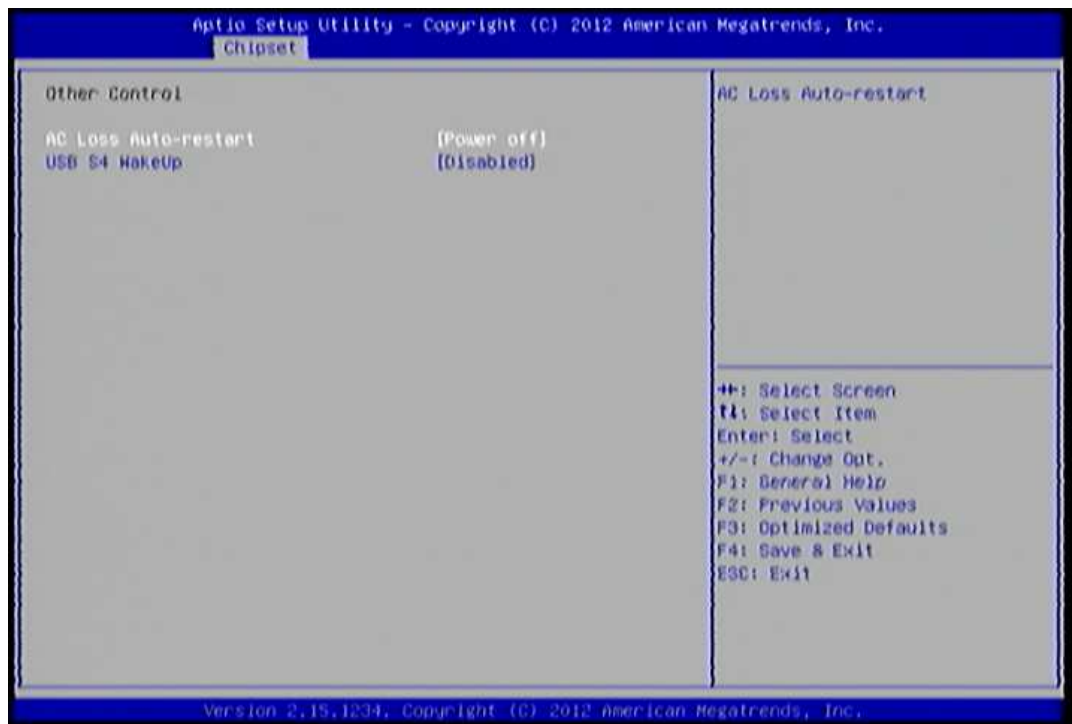 Aptio Setup Utility - Copyright (C) 2012 American Megatrends, Inc.
Chipset
Other Control
AC Loss Auto-restart [Power off]
USB S4 WakeUp [Disabled]
AC Loss Auto-restart
→←: Select Screen
↑↓: Select Item
Enter: Select
+/-: Change Opt.
F1: General Help
F2: Previous Values
F3: Optimized Defaults
F4: Save & Exit
ESC: Exit
Version 2.15.1234. Copyright (C) 2012 American Megatrends, Inc.